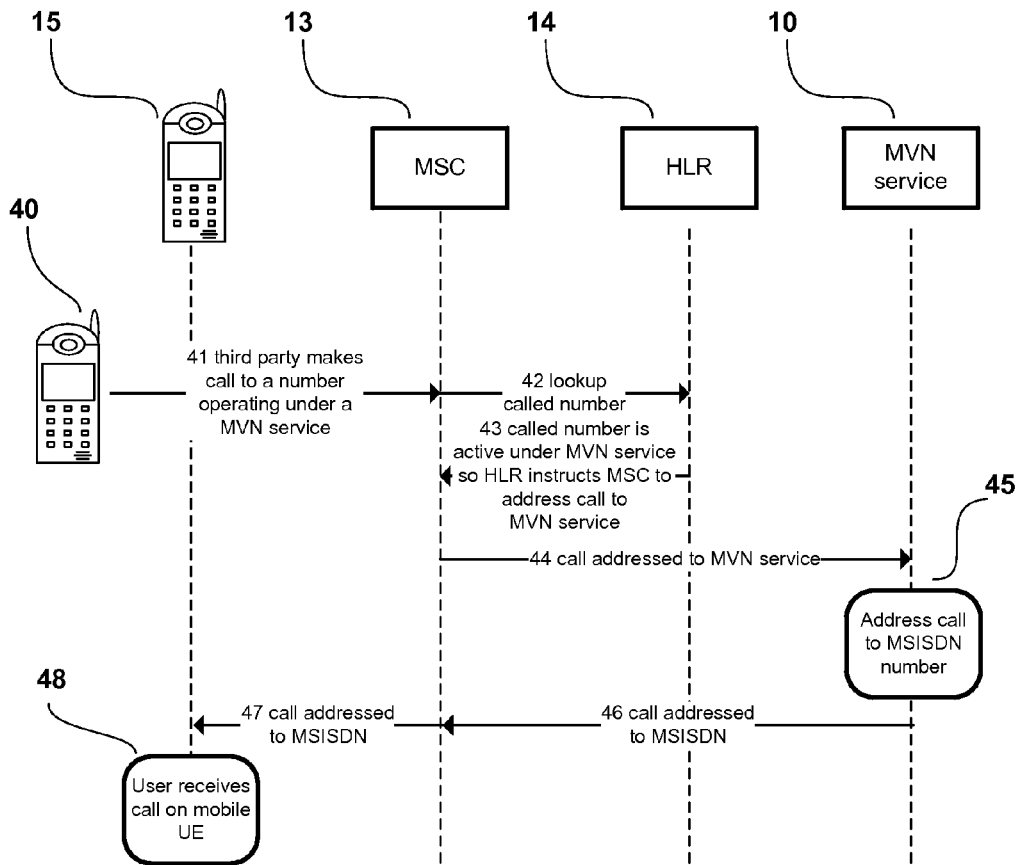 15
13
14
10
MSC
HLR
MVN
service
40
41 third party makes
call to a number
operating under a
MVN service
42 lookup
called number
43 called number is
active under MVN service
so HLR instructs MSC to
address call to
MVN service
45
44 call addressed to MVN service
Address call
to MSISDN
number
48
47 call addressed
to MSISDN
46 call addressed
to MSISDN
User receives
call on mobile
UE